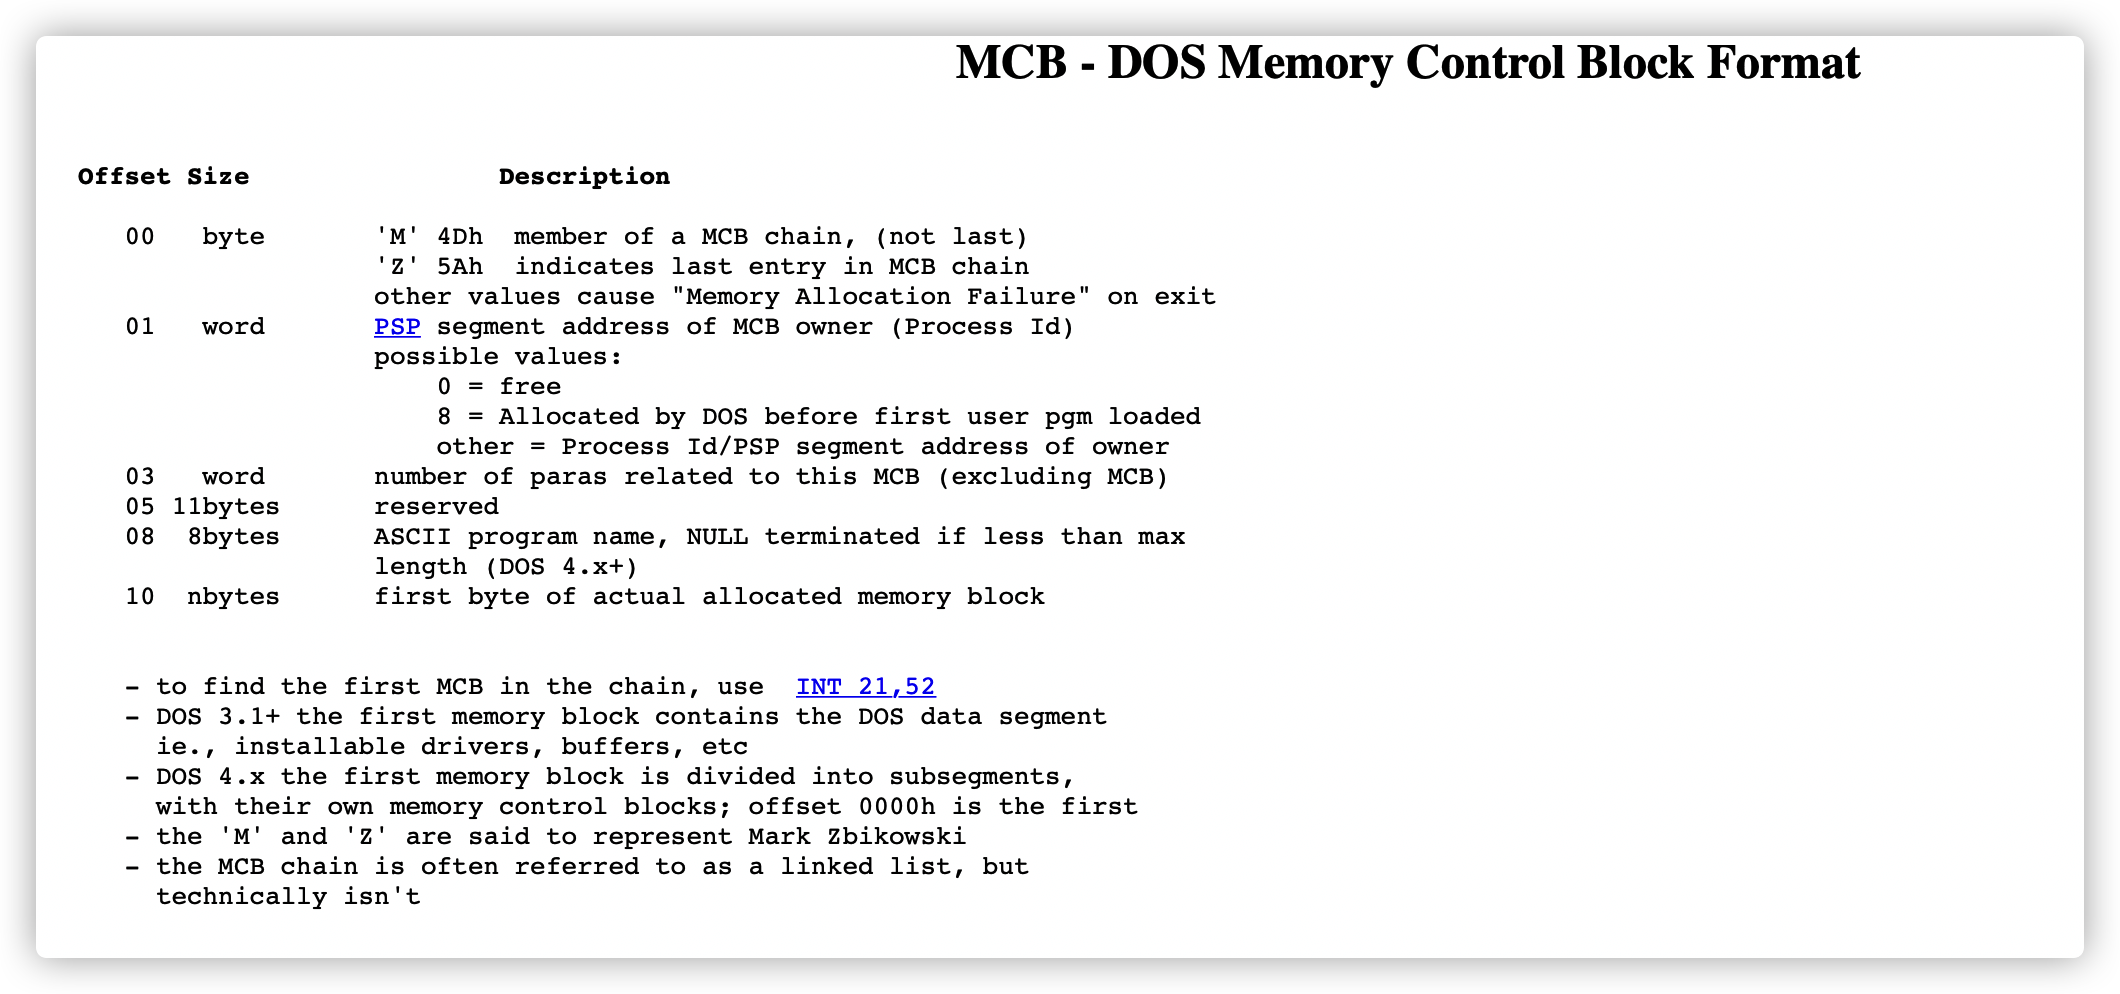 MCB - DOS Memory Control Block Format
Offset Size                Description
00   byte       'M' 4Dh  member of a MCB chain, (not last)
'Z' 5Ah  indicates last entry in MCB chain
other values cause "Memory Allocation Failure" on exit
01   word       PSP segment address of MCB owner (Process Id)
possible values:
0 = free
8 = Allocated by DOS before first user pgm loaded
other = Process Id/PSP segment address of owner
03   word       number of paras related to this MCB (excluding MCB)
05 11bytes      reserved
08  8bytes      ASCII program name, NULL terminated if less than max
length (DOS 4.x+)
10  nbytes      first byte of actual allocated memory block
- to find the first MCB in the chain, use  INT 21,52
- DOS 3.1+ the first memory block contains the DOS data segment
ie., installable drivers, buffers, etc
- DOS 4.x the first memory block is divided into subsegments,
with their own memory control blocks; offset 0000h is the first
- the 'M' and 'Z' are said to represent Mark Zbikowski
- the MCB chain is often referred to as a linked list, but
technically isn't